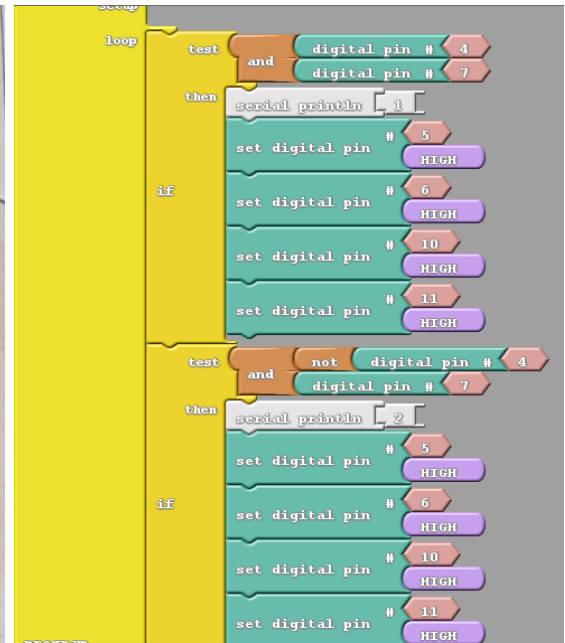 setup
loop
test and digital pin # 4
digital pin # 7
then
serial println 1
set digital pin # 5
HIGH
if
set digital pin # 6
HIGH
set digital pin # 10
HIGH
set digital pin # 11
HIGH
test and not digital pin # 4
digital pin # 7
then
serial println 2
set digital pin # 5
HIGH
if
set digital pin # 6
HIGH
set digital pin # 10
HIGH
set digital pin # 11
HIGH
program